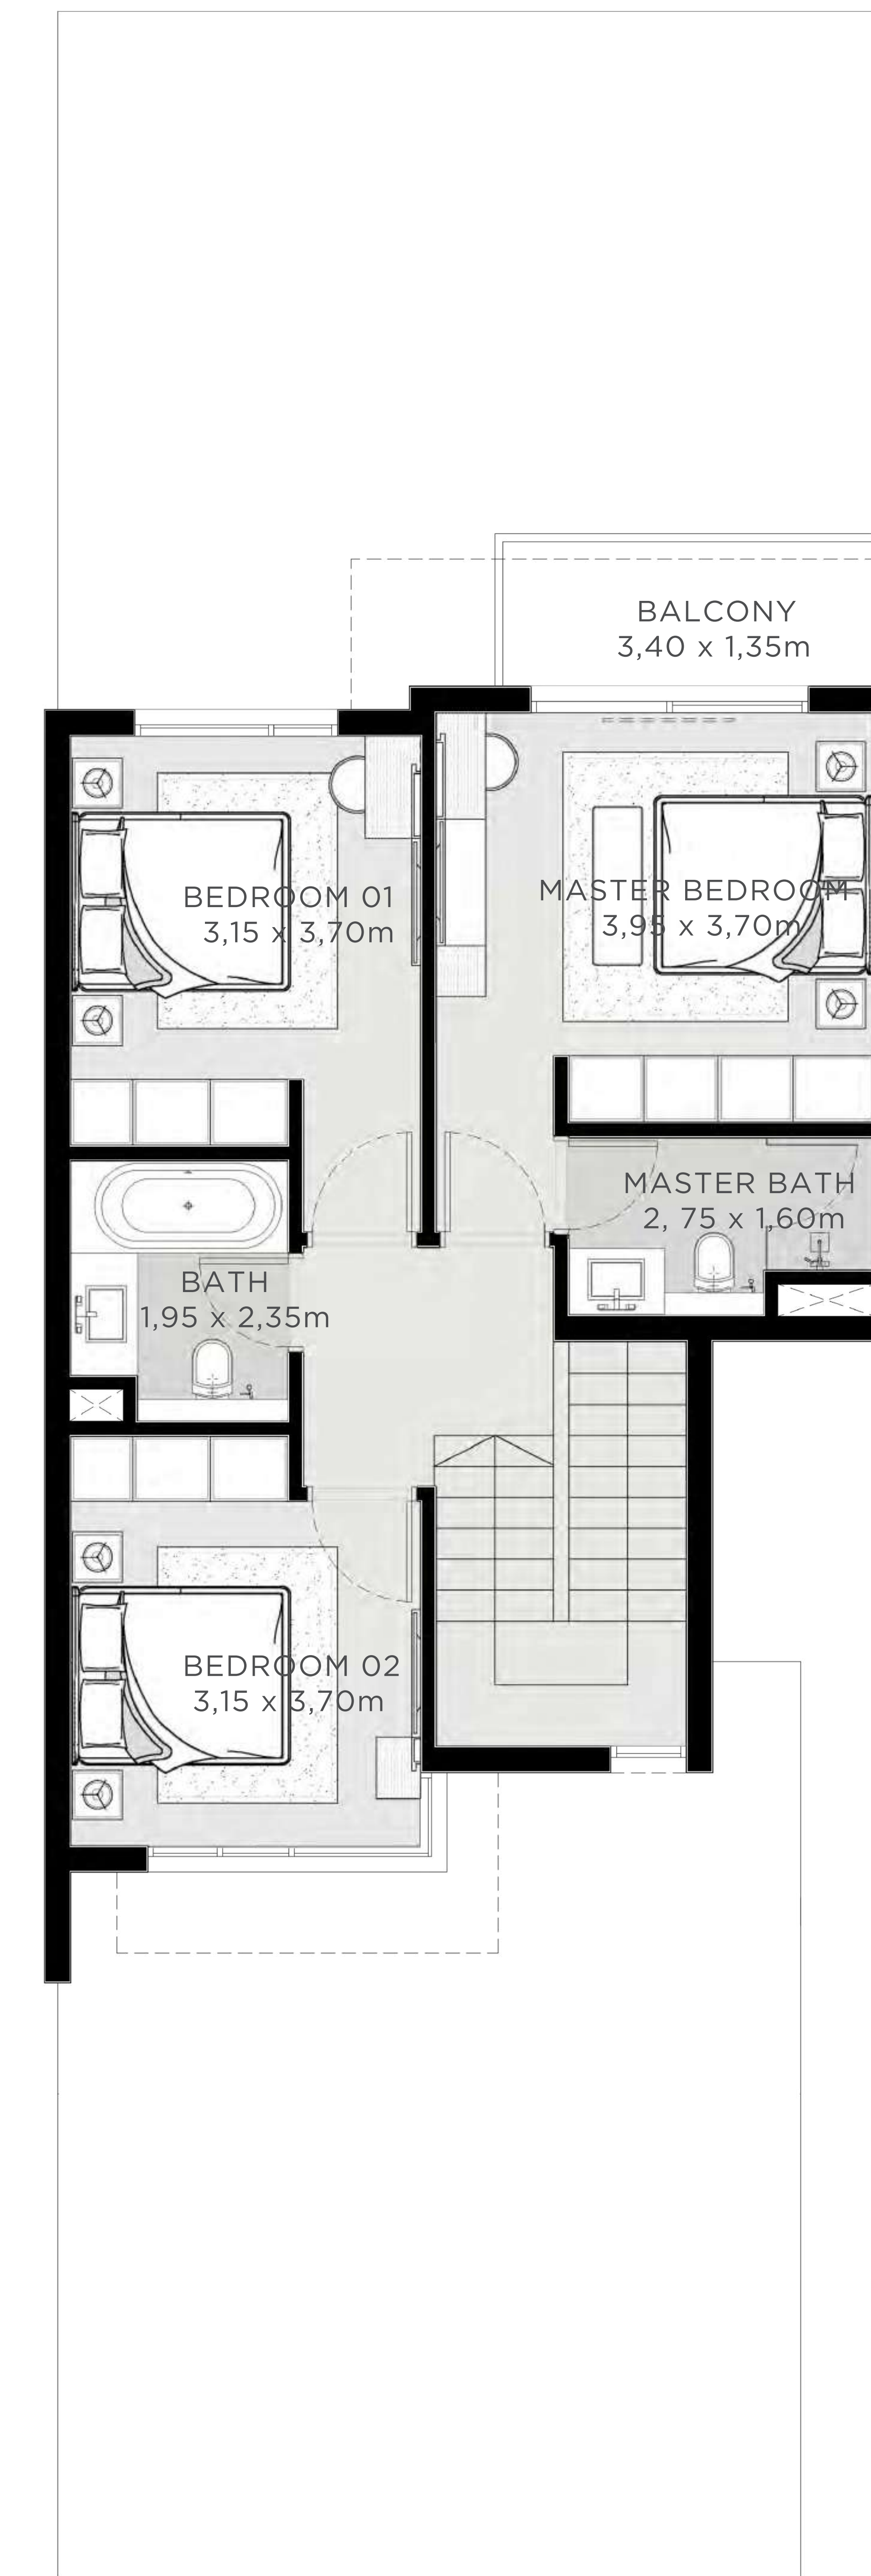 BALCONY
3,40 x 1,35m
BEDROOM 01
3,15 x 3,70m
MASTER BEDROOM
3,95 x 3,70m
MASTER BATH
2, 75 x 1,60m
BATH
1,95 x 2,35m
BEDROOM 02
3,15 x 3,70m